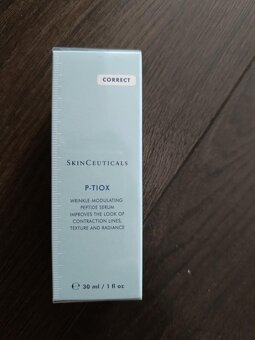 CORRECT
SKINCEUTICALS
P-TIOX
WRINKLE-MODULATING
PEPTIDE SERUM
IMPROVES THE LOOK OF
CONTRACTION LINES,
TEXTURE AND RADIANCE
℮ 30 ml / 1 fl oz